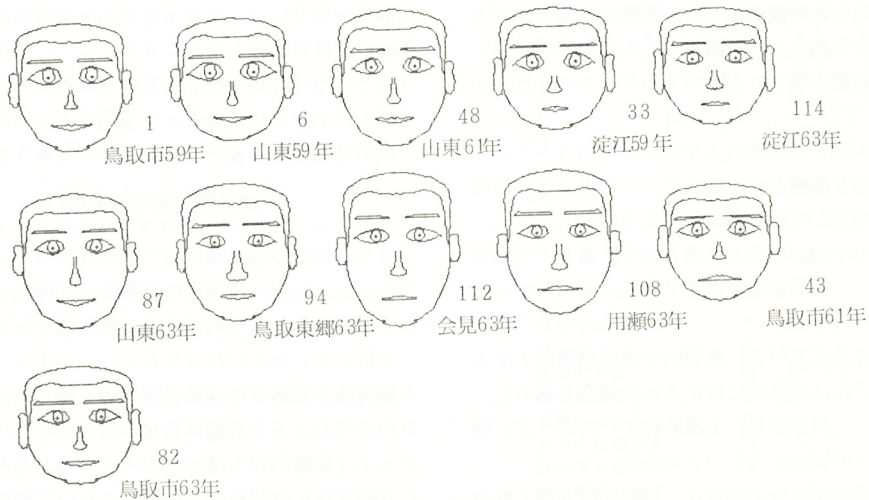 1
鳥取市59年
6
山東59年
48
山東61年
33
淀江59年
114
淀江63年
87
山東63年
94
鳥取東郷63年
112
会見63年
108
用瀬63年
43
鳥取市61年
82
鳥取市63年